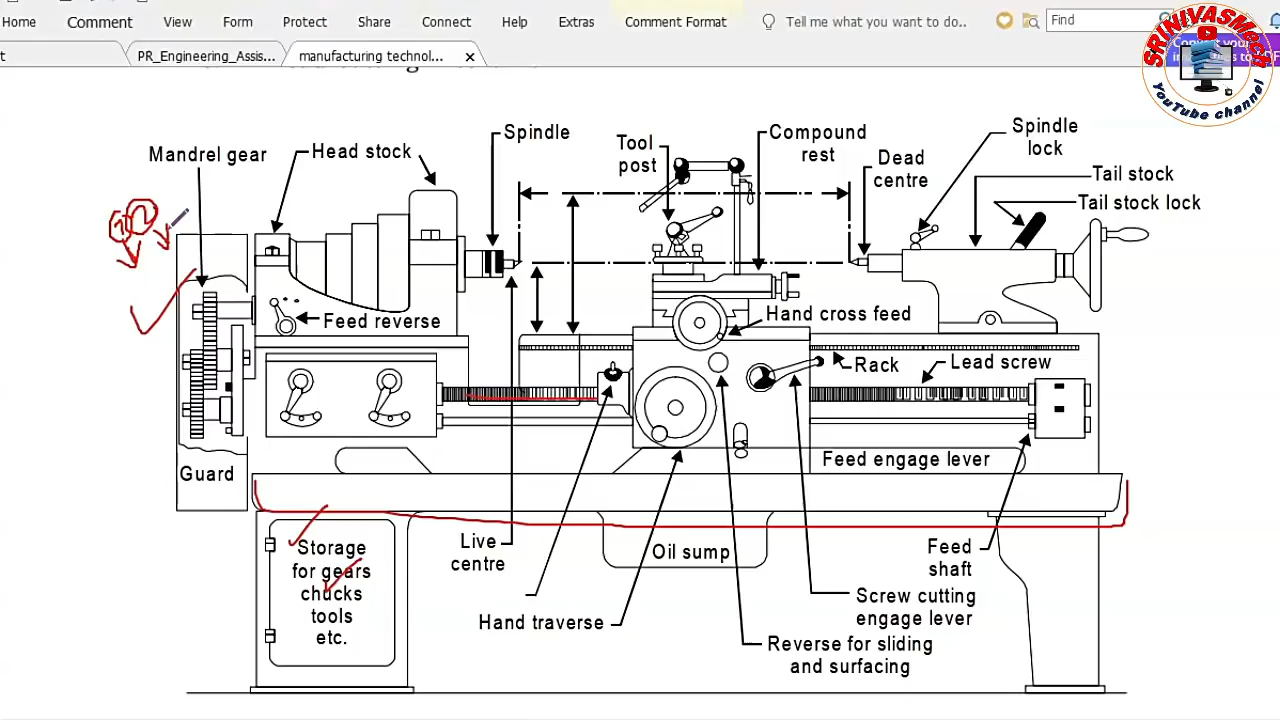 Home Comment View Form Protect Share Connect Help Extras Comment Format Tell me what you want to do.. Find
PR_Engineering_Assis... manufacturing technol... ×
SRINIVASMech
YouTube channel
Mandrel gear
Head stock
Spindle
Tool
post
Compound
rest
Dead
centre
Spindle
lock
Tail stock
Tail stock lock
Feed reverse
Hand cross feed
Rack
Lead screw
Guard
Feed engage lever
Storage
for gears
chucks
tools
etc.
Live
centre
Oil sump
Feed
shaft
Hand traverse
Screw cutting
engage lever
Reverse for sliding
and surfacing